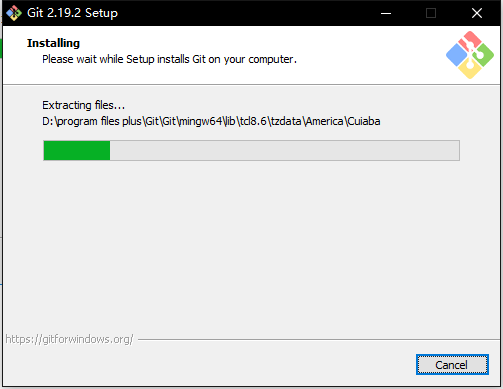 Git 2.19.2 Setup
Installing
Please wait while Setup installs Git on your computer.
Extracting files...
D:\program files plus\Git\Git\mingw64\lib\tcl8.6\tzdata\America\Cuiaba
https://gitforwindows.org/
Cancel